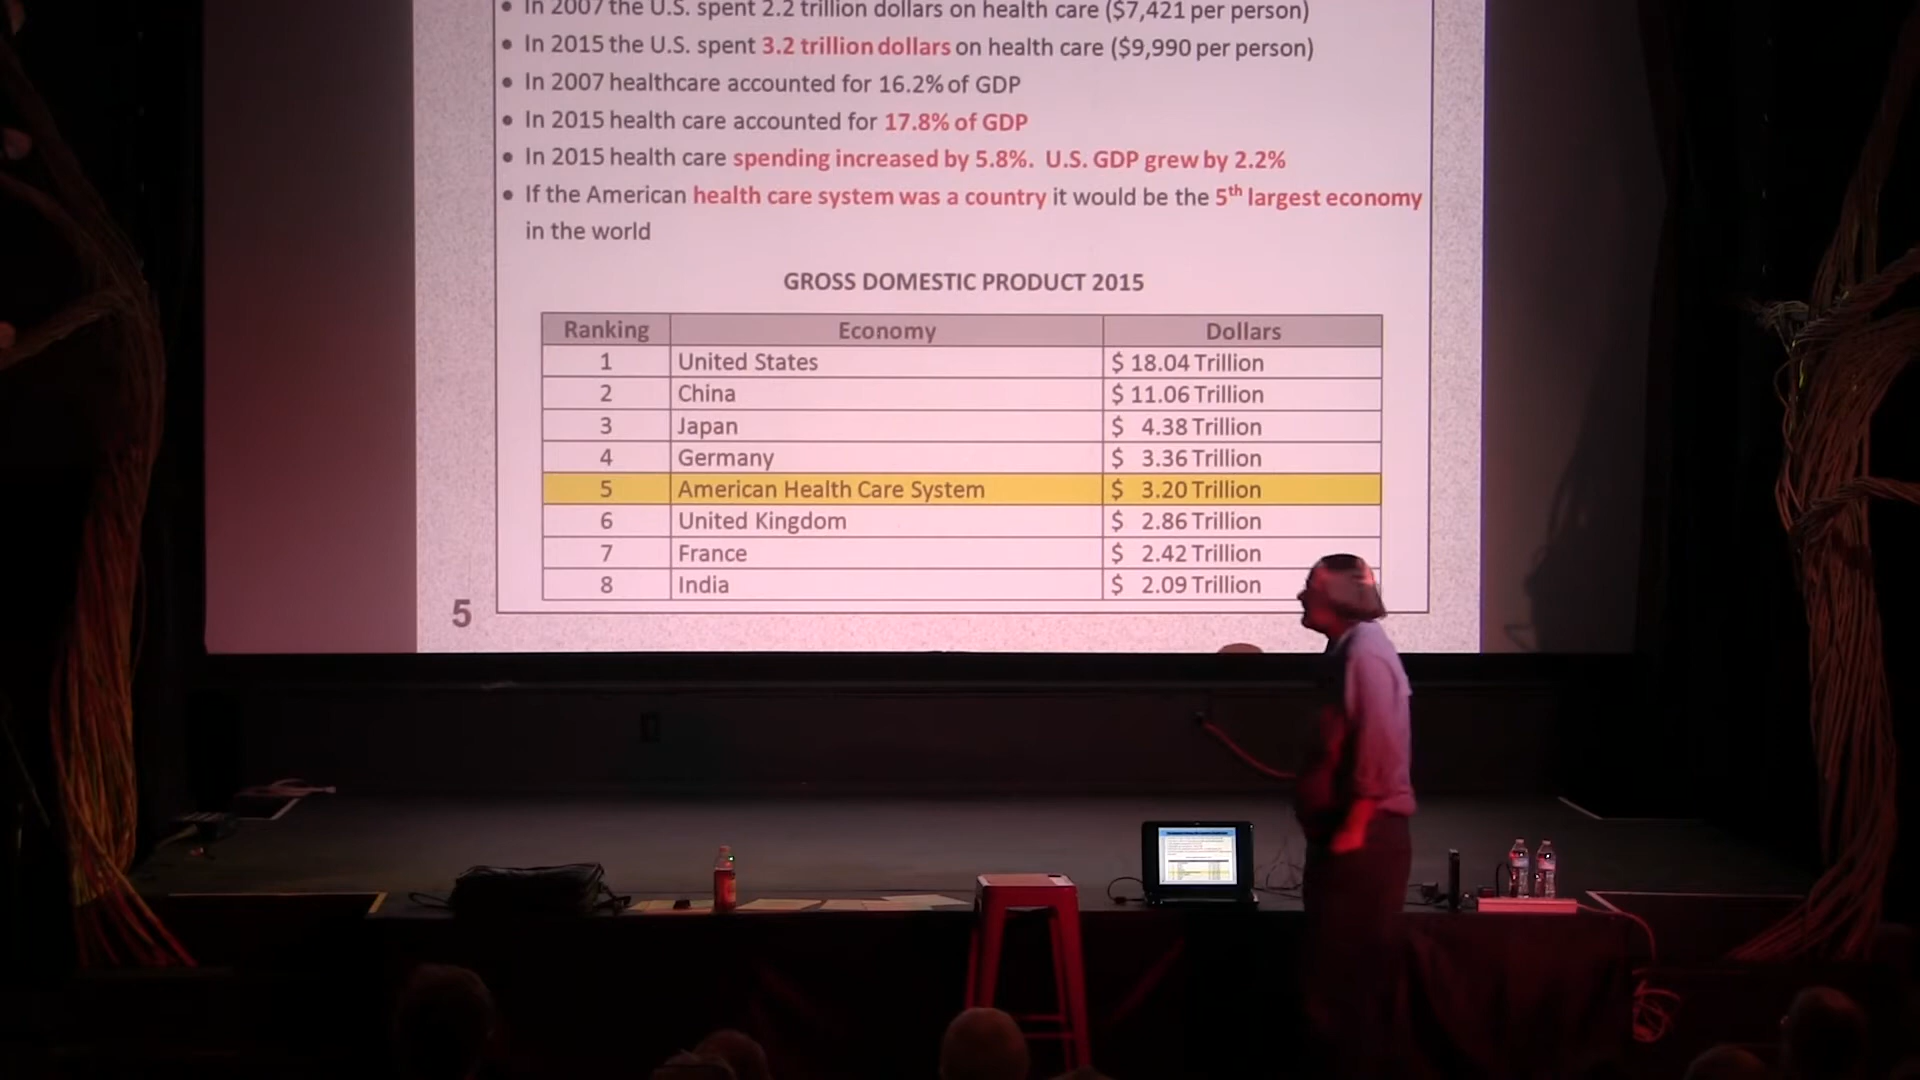 • In 2007 the U.S. spent 2.2 trillion dollars on health care ($7,421 per person)
• In 2015 the U.S. spent 3.2 trillion dollars on health care ($9,990 per person)
• In 2007 healthcare accounted for 16.2% of GDP
• In 2015 health care accounted for 17.8% of GDP
• In 2015 health care spending increased by 5.8%. U.S. GDP grew by 2.2%
• If the American health care system was a country it would be the 5th largest economy
in the world
GROSS DOMESTIC PRODUCT 2015
Ranking Economy Dollars
1 United States $ 18.04 Trillion
2 China $ 11.06 Trillion
3 Japan $ 4.38 Trillion
4 Germany $ 3.36 Trillion
5 American Health Care System $ 3.20 Trillion
6 United Kingdom $ 2.86 Trillion
7 France $ 2.42 Trillion
8 India $ 2.09 Trillion
5